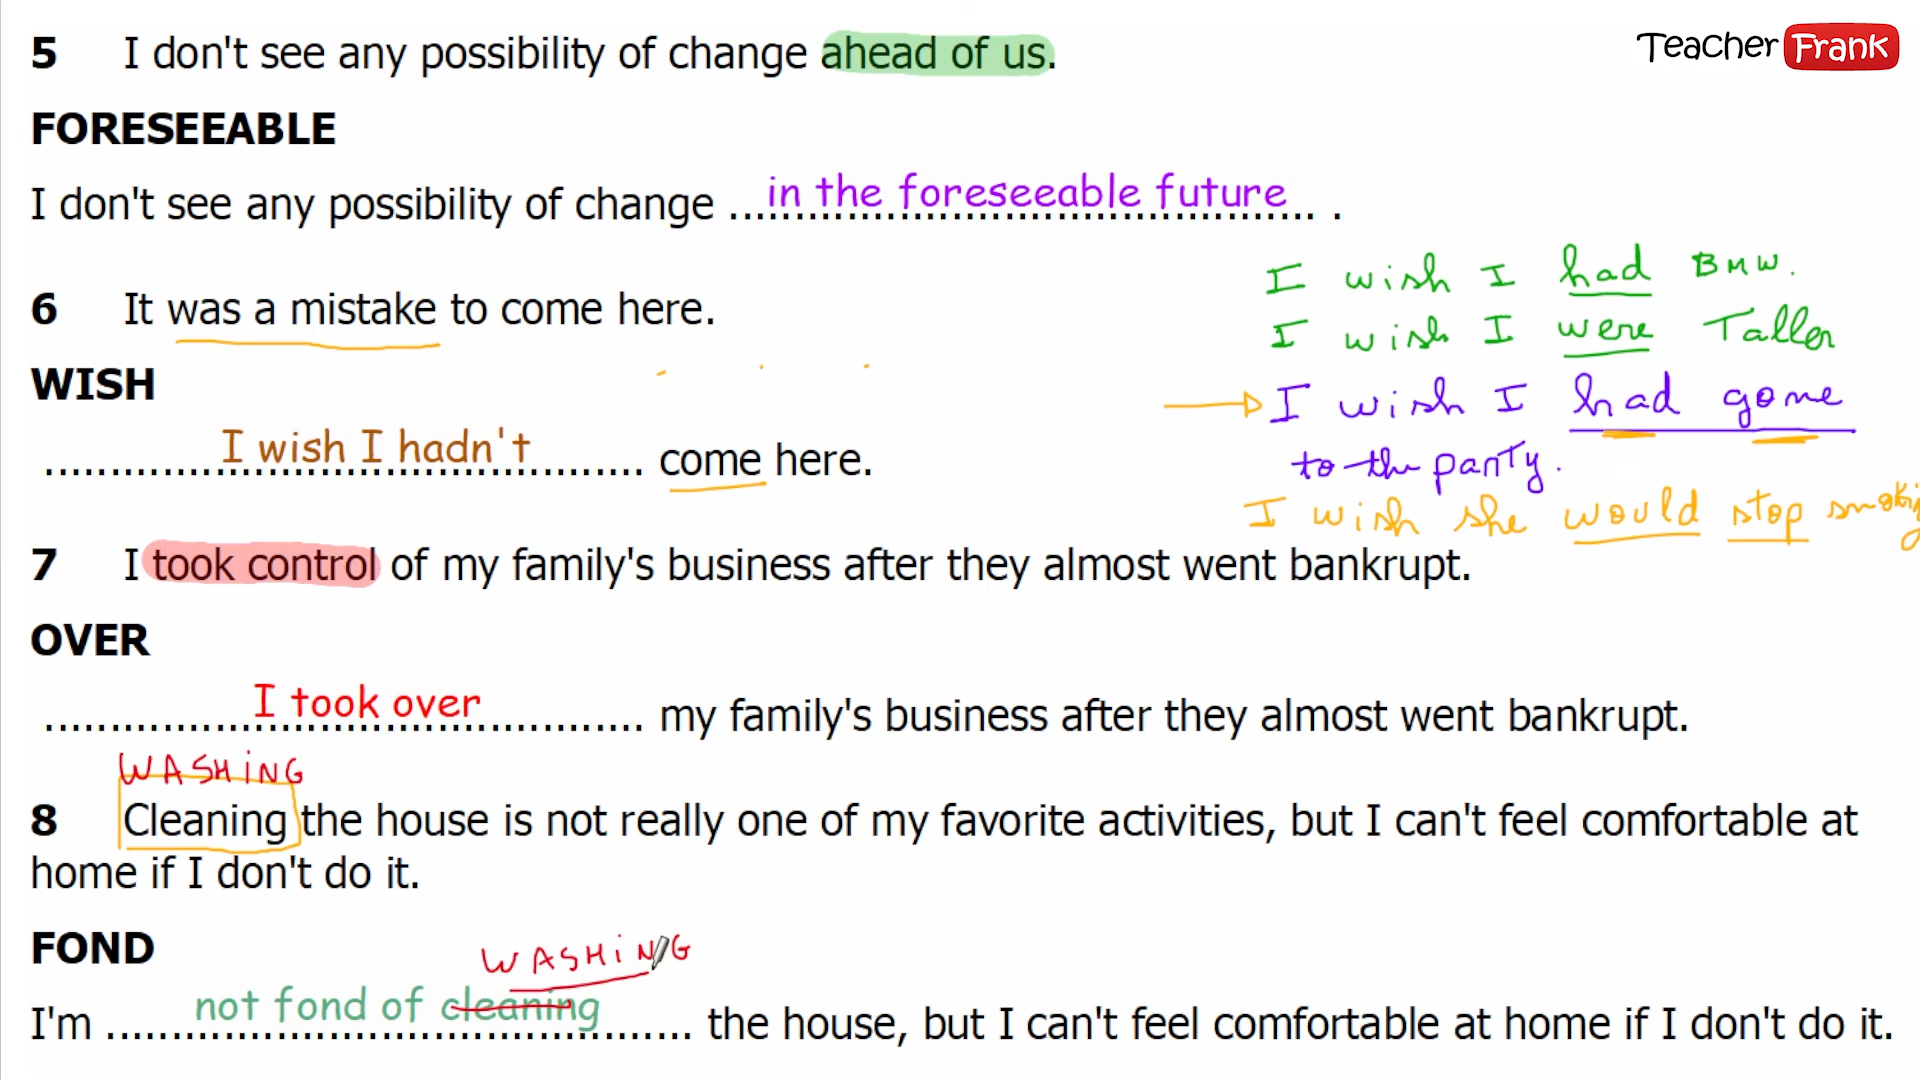 5 I don't see any possibility of change ahead of us.
Teacher Frank
FORESEEABLE
in the foreseeable future
I don't see any possibility of change ............................................. .
I wish I had BMW.
6 It was a mistake to come here.
I wish I were Taller
WISH
I wish I had gone
to the party.
I wish I hadn't
.............................................. come here.
I wish she would stop smoking
7 I took control of my family's business after they almost went bankrupt.
OVER
I took over
.............................................. my family's business after they almost went bankrupt.
WASHING
8 Cleaning the house is not really one of my favorite activities, but I can't feel comfortable at
home if I don't do it.
FOND
WASHING
not fond of cleaning
I'm ............................................. the house, but I can't feel comfortable at home if I don't do it.